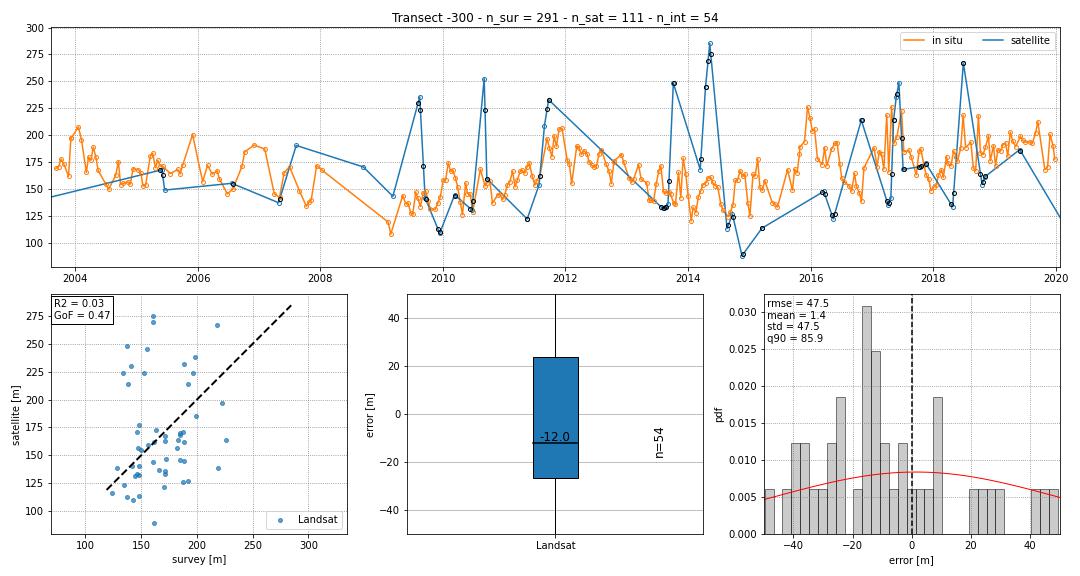 Transect -300 - n_sur = 291 - n_sat = 111 - n_int = 54
in situ
satellite
300
275
250
225
200
175
150
125
100
2004
2006
2008
2010
2012
2014
2016
2018
2020
R2 = 0.03
GoF = 0.47
satellite [m]
275
250
225
200
175
150
125
100
Landsat
100
150
200
250
300
survey [m]
error [m]
40
20
0
−20
−40
-12.0
n=54
Landsat
rmse = 47.5
mean = 1.4
std = 47.5
q90 = 85.9
pdf
0.030
0.025
0.020
0.015
0.010
0.005
0.000
−40
−20
0
20
40
error [m]